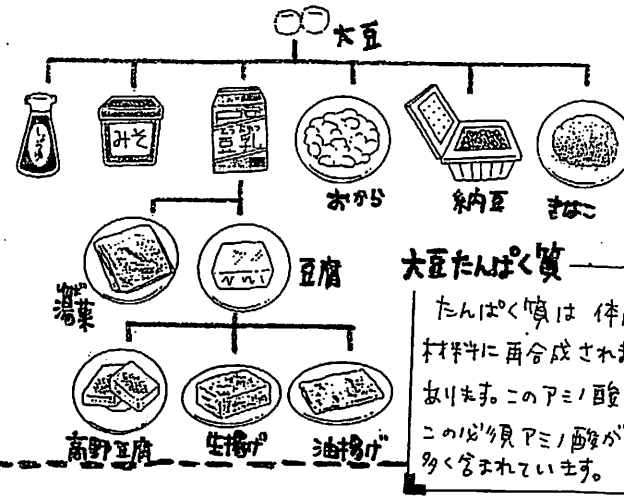 大豆
しょうゆ
みそ
豆乳
おから
納豆
きなこ
ゆば
湯葉
豆腐
高野豆腐
生揚げ
油揚げ
大豆たんぱく質
たんぱく質は 体
材料に再合成されま
あります。このアミノ酸
この必須アミノ酸が
多く含まれています。